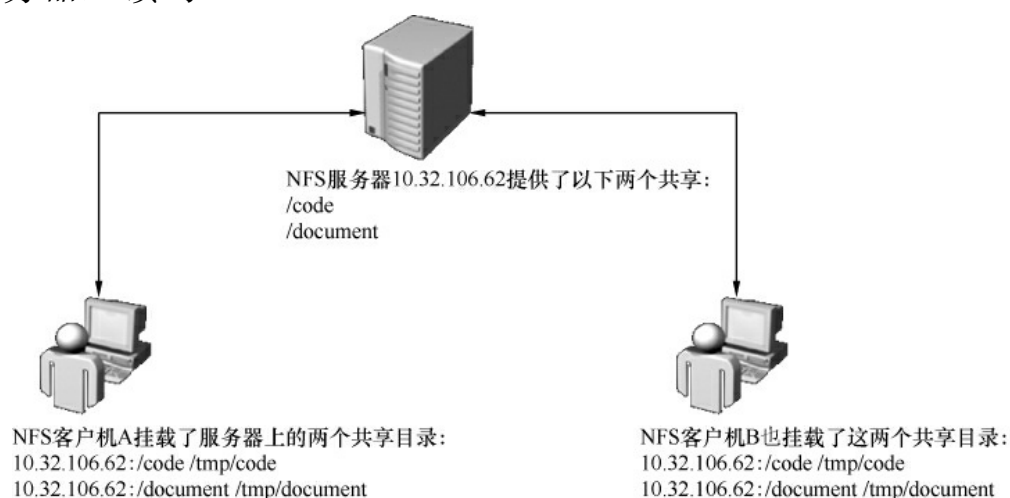 NFS服务器10.32.106.62提供了以下两个共享:
/code
/document
NFS客户机A挂载了服务器上的两个共享目录:
10.32.106.62:/code /tmp/code
10.32.106.62:/document /tmp/document
NFS客户机B也挂载了这两个共享目录:
10.32.106.62:/code /tmp/code
10.32.106.62:/document /tmp/document